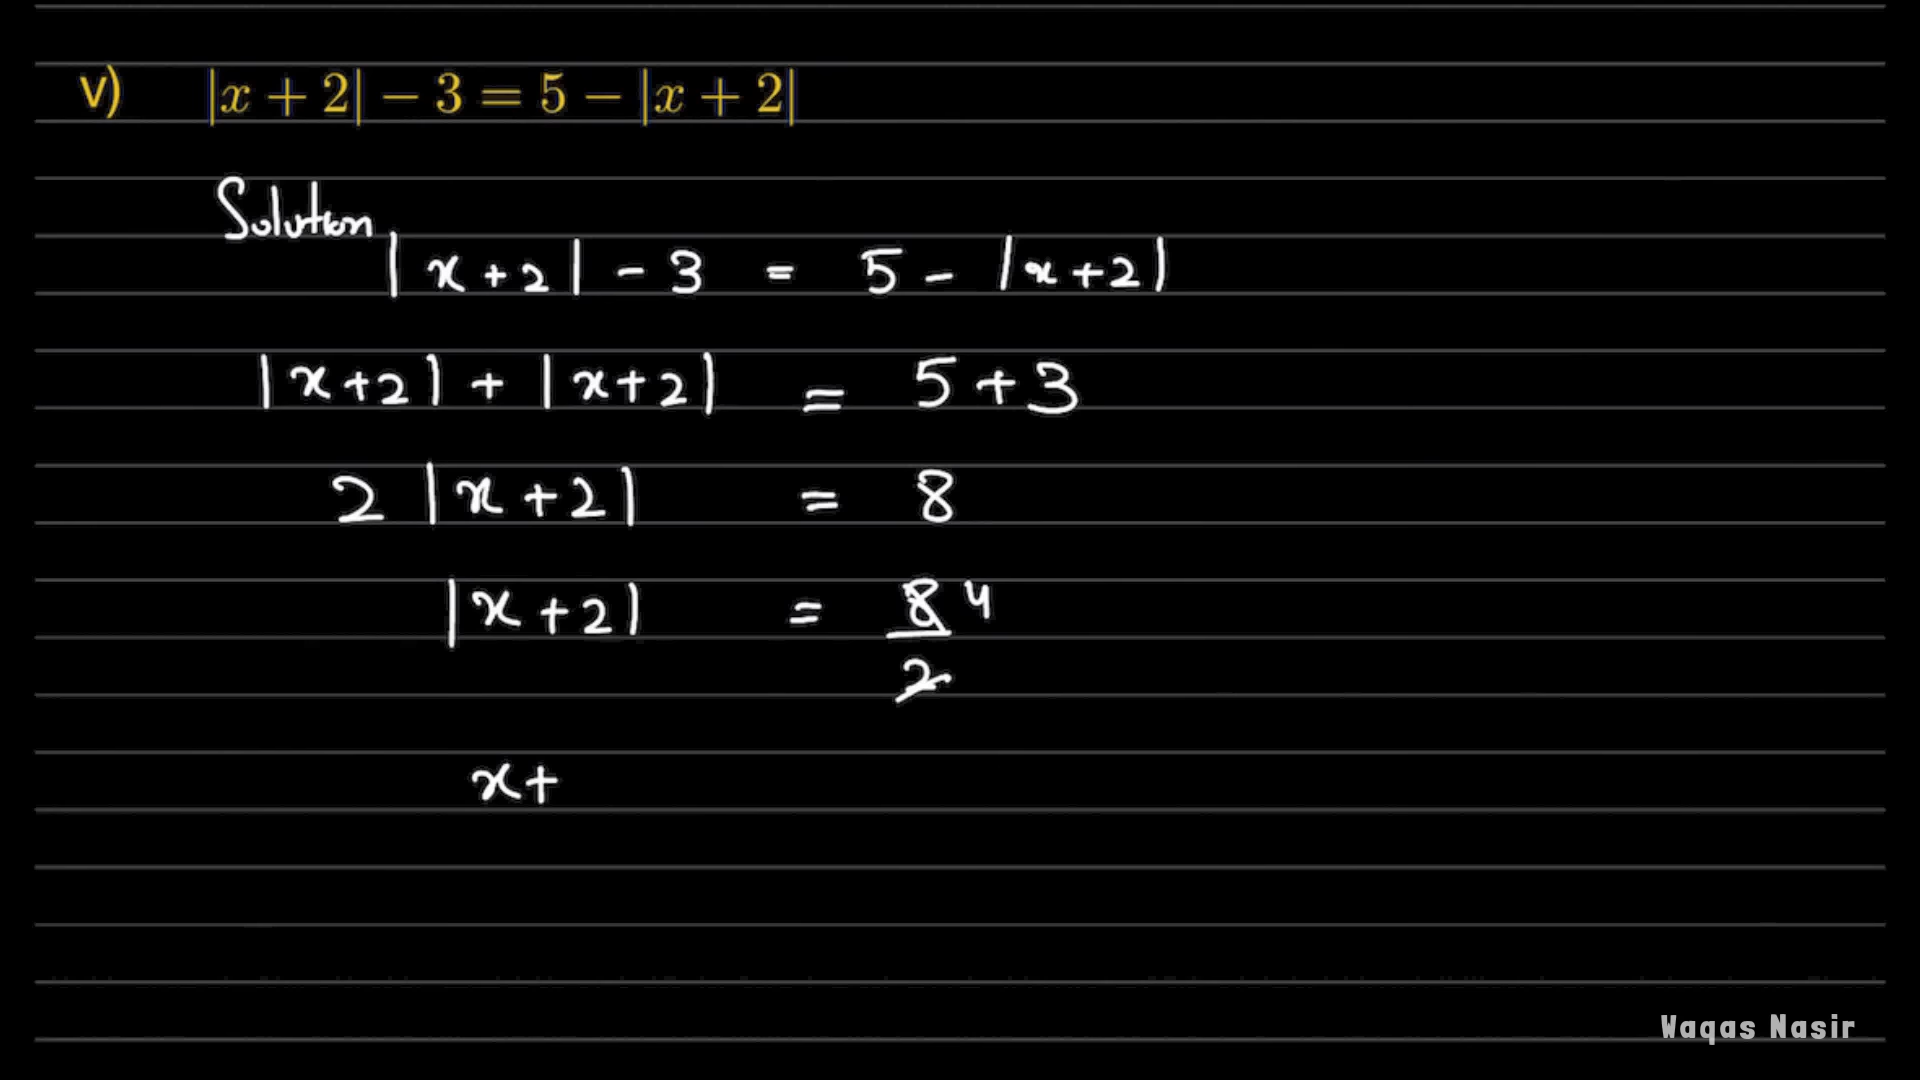 v) |x + 2| − 3 = 5 − |x + 2|
Solution
|x+2| - 3 = 5 - |x+2|
|x+2| + |x+2| = 5+3
2 |x+2| = 8
|x+2| = 8 4
2
x+
Waqas Nasir